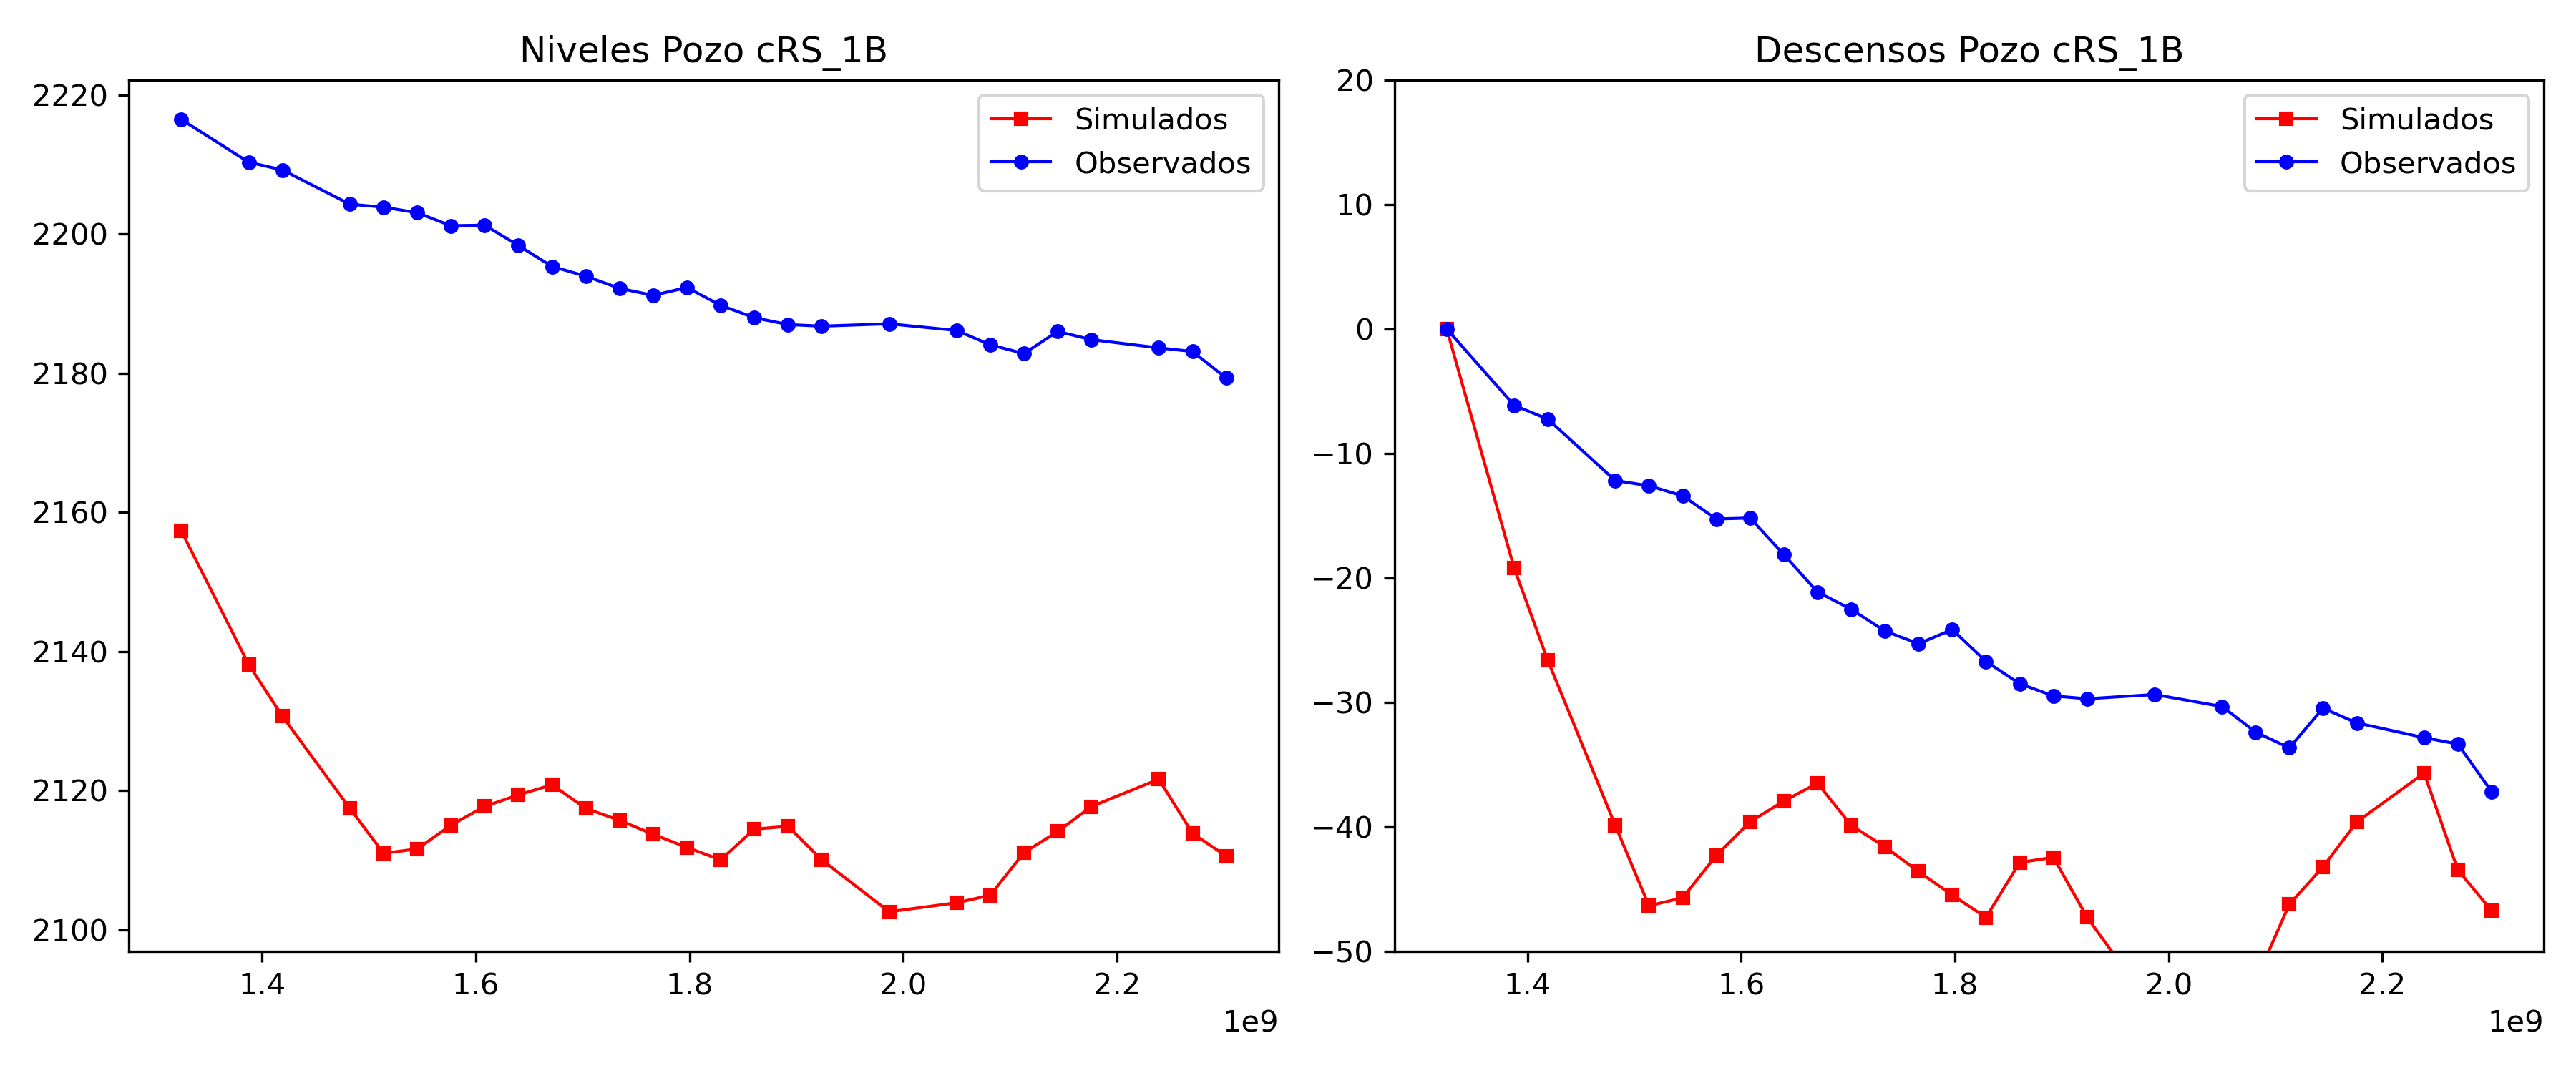 Niveles Pozo cRS_1B
Simulados
Observados
2220
2200
2180
2160
2140
2120
2100
1.4 1.6 1.8 2.0 2.2
1e9
Descensos Pozo cRS_1B
Simulados
Observados
20
10
0
−10
−20
−30
−40
−50
1.4 1.6 1.8 2.0 2.2
1e9